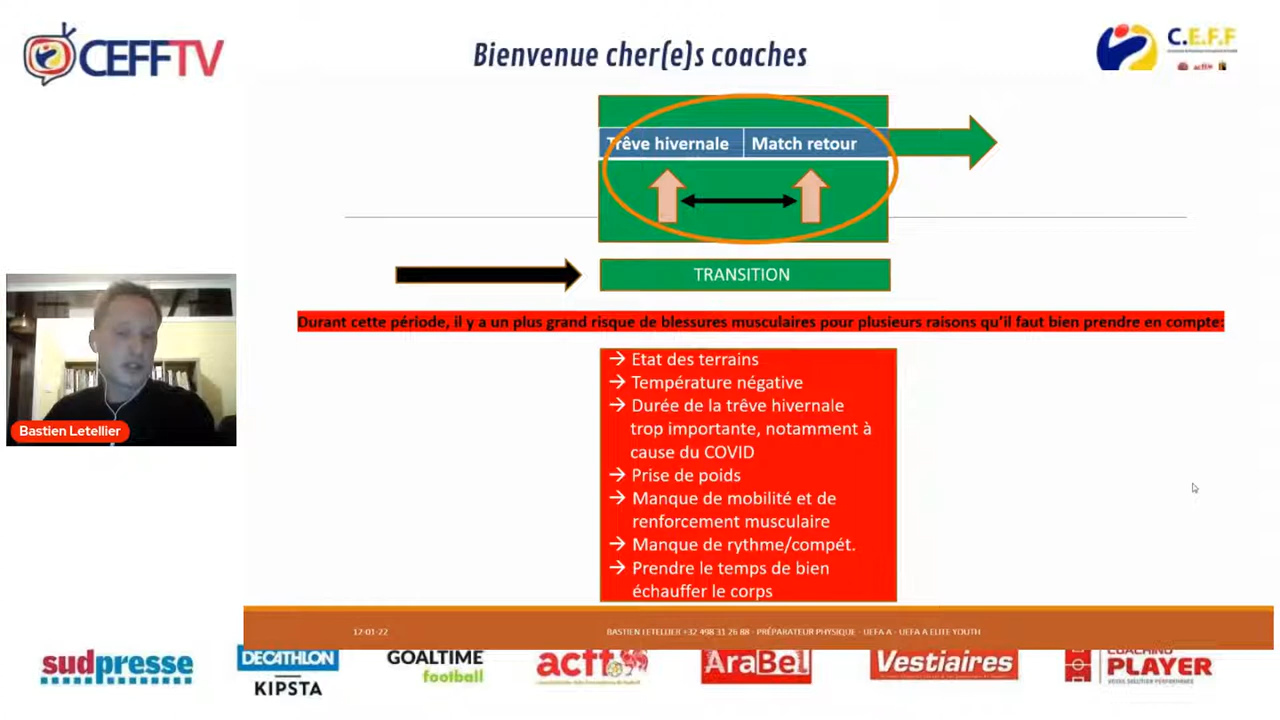 CEFFTV
Bienvenue cher(e)s coaches
C.E.F.F
Trêve hivernale
Match retour
TRANSITION
Durant cette période, il y a un plus grand risque de blessures musculaires pour plusieurs raisons qu'il faut bien prendre en compte:
→ Etat des terrains
→ Température négative
→ Durée de la trêve hivernale
trop importante, notamment à
cause du COVID
→ Prise de poids
→ Manque de mobilité et de
renforcement musculaire
→ Manque de rythme/compét.
→ Prendre le temps de bien
échauffer le corps
Bastien Letellier
12-01-22
BASTIEN LETELLIER +32 498 31 26 88 - PRÉPARATEUR PHYSIQUE - UEFA A - UEFA A ELITE YOUTH
sudpresse
DECATHLON
KIPSTA
GOALTIME
football
actt
AraBel
Vestiaires
COACHING
PLAYER